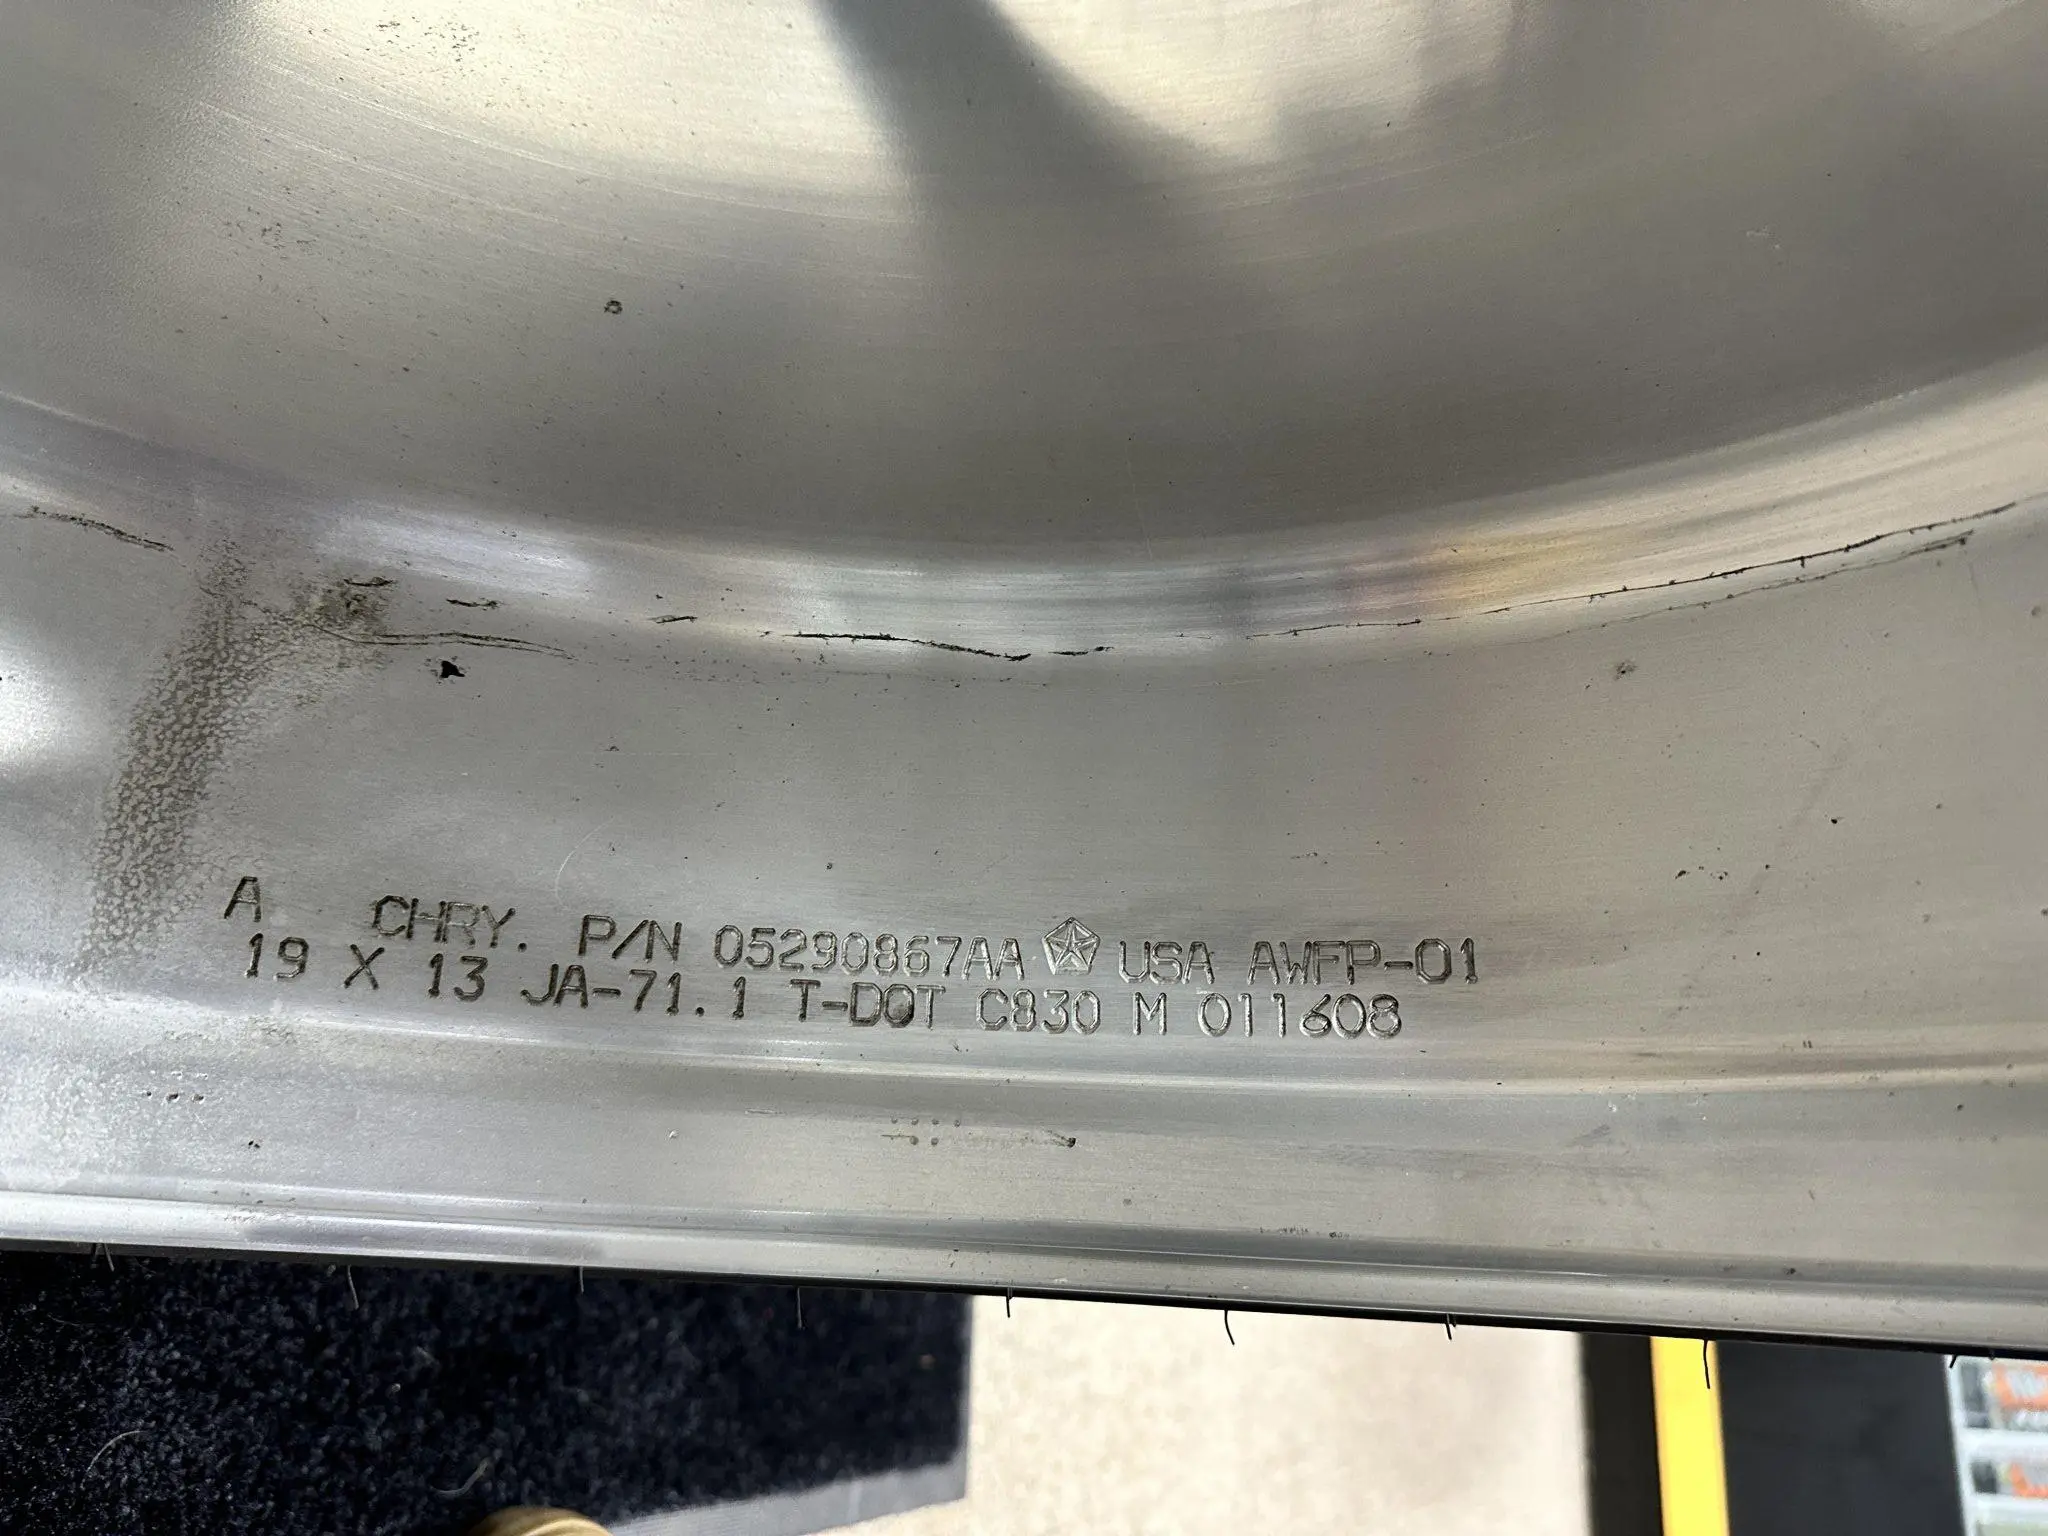 A CHRY. P/N 05290867AA USA AWFP-01
19 X 13 JA-71.1 T-DOT C830 M 011608